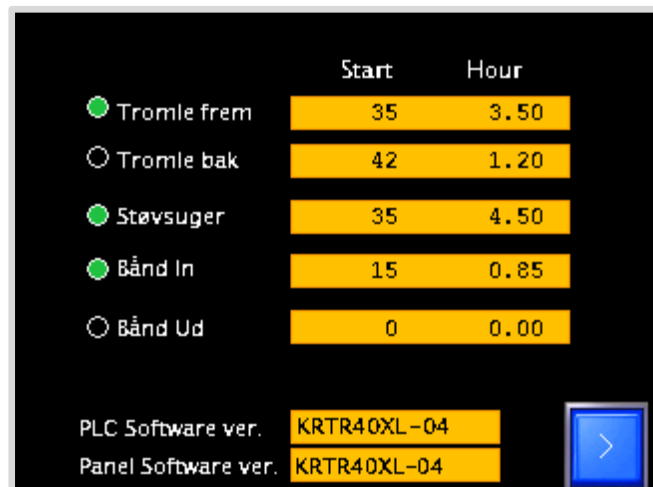 Start Hour
Tromle frem 35 3.50
Tromle bak 42 1.20
Støvsuger 35 4.50
Bånd In 15 0.85
Bånd Ud 0 0.00
PLC Software ver. KRTR40XL-04
Panel Software ver. KRTR40XL-04
>